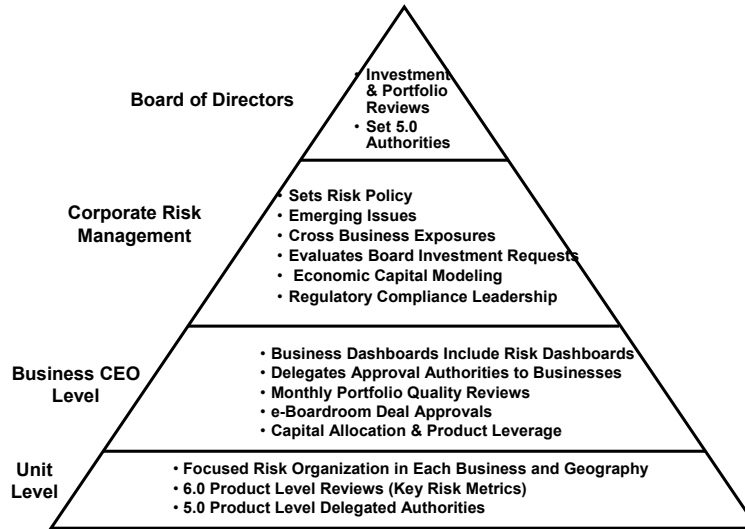 Board of Directors
• Investment
& Portfolio
Reviews
• Set 5.0
Authorities
Corporate Risk
Management
• Sets Risk Policy
• Emerging Issues
• Cross Business Exposures
• Evaluates Board Investment Requests
• Economic Capital Modeling
• Regulatory Compliance Leadership
Business CEO
Level
• Business Dashboards Include Risk Dashboards
• Delegates Approval Authorities to Businesses
• Monthly Portfolio Quality Reviews
• e-Boardroom Deal Approvals
• Capital Allocation & Product Leverage
Unit
Level
• Focused Risk Organization in Each Business and Geography
• 6.0 Product Level Reviews (Key Risk Metrics)
• 5.0 Product Level Delegated Authorities